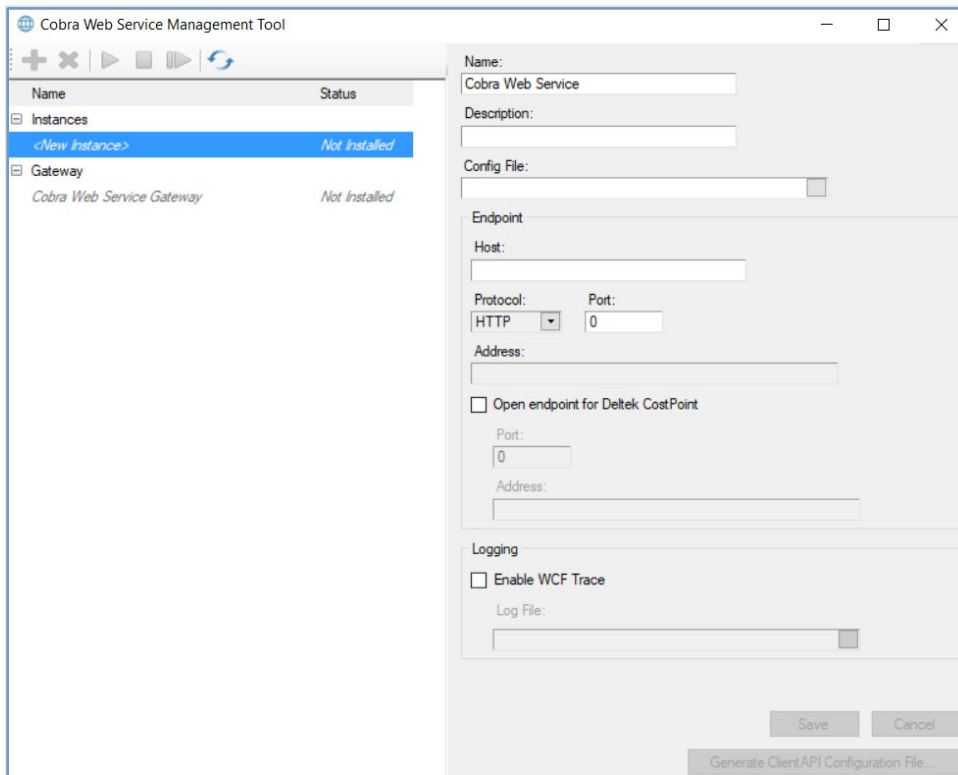 Cobra Web Service Management Tool
Name Status
Instances
<New Instance> Not Installed
Gateway
Cobra Web Service Gateway Not Installed
Name:
Cobra Web Service
Description:
Config File:
Endpoint
Host:
Protocol: Port:
HTTP 0
Address:
Open endpoint for Deltek CostPoint
Port:
0
Address:
Logging
Enable WCF Trace
Log File:
Save Cancel
Generate ClientAPI Configuration File...